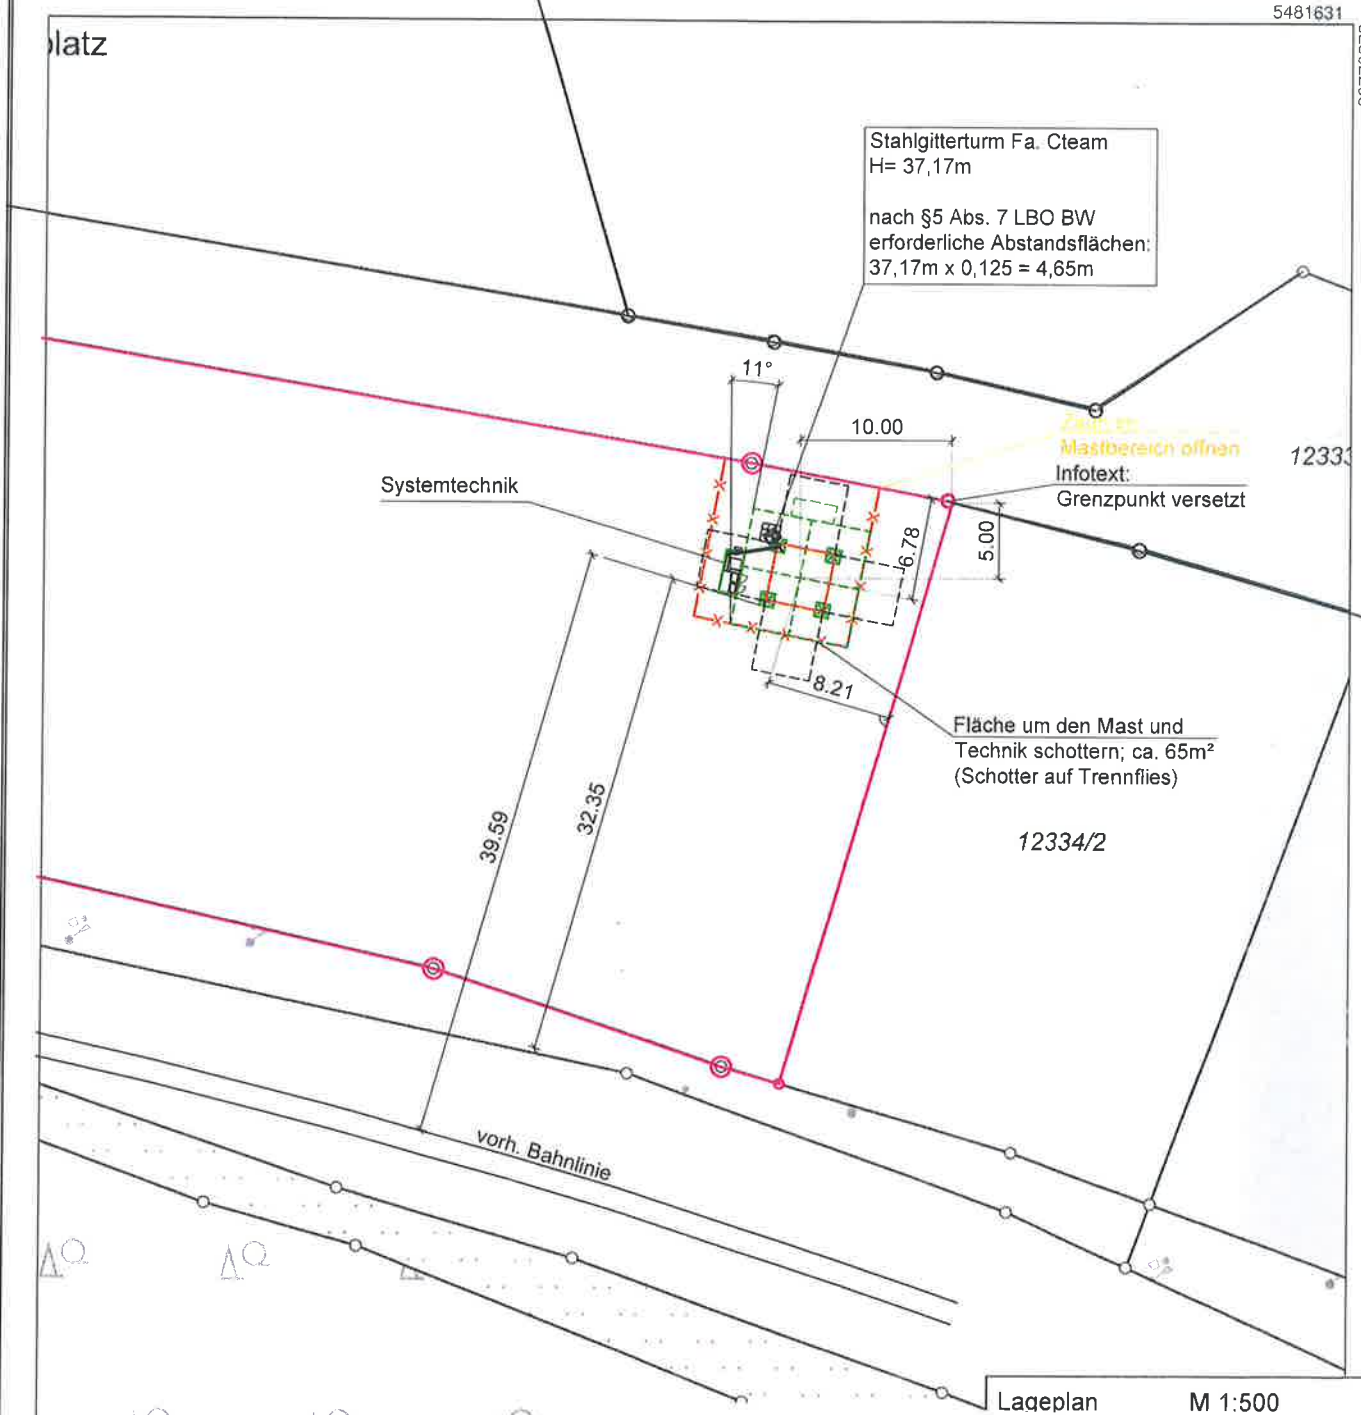 5481631
platz
Stahlgitterturm Fa. Cteam
H= 37,17m
nach §5 Abs. 7 LBO BW
erforderliche Abstandsflächen:
37,17m x 0,125 = 4,65m
11°
10.00
Mastbereich öffnen
12333
Infotext:
Grenzpunkt versetzt
Systemtechnik
6.78
5.00
8.21
Fläche um den Mast und
Technik schottern; ca. 65m²
(Schotter auf Trennflies)
39.59
32.35
12334/2
vorh. Bahnlinie
Lageplan M 1:500